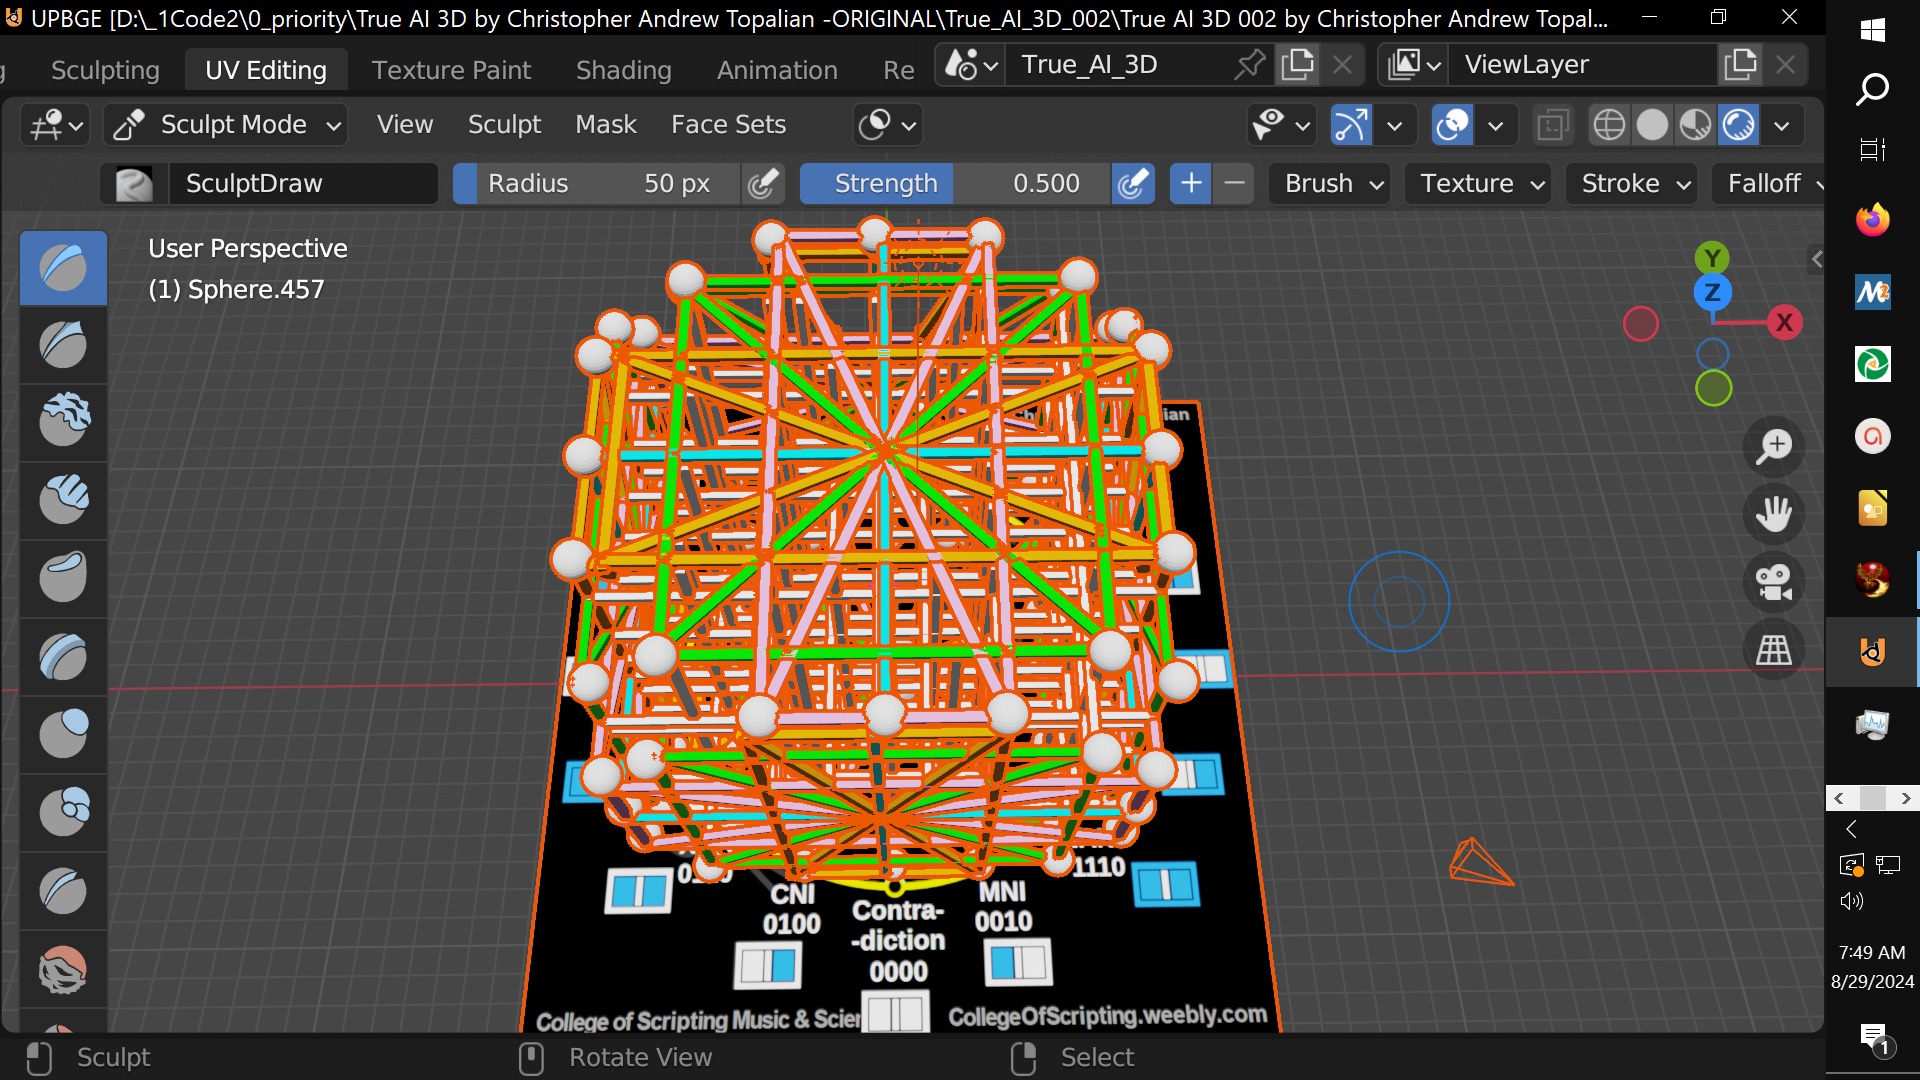 UPBGE [D:\_1Code2\0_priority\True AI 3D by Christopher Andrew Topalian -ORIGINAL\True_AI_3D_002\True AI 3D 002 by Christopher Andrew Topal...
Sculpting UV Editing Texture Paint Shading Animation Re True_AI_3D ViewLayer
Sculpt Mode View Sculpt Mask Face Sets
SculptDraw Radius 50 px Strength 0.500 + − Brush Texture Stroke Falloff
User Perspective
(1) Sphere.457
Y
Z
X
ian
1110
CNI
0100
MNI
0010
Contra-
-diction
0000
College of Scripting Music & Scien
CollegeOfScripting.weebly.com
Sculpt Rotate View Select
7:49 AM
8/29/2024
1